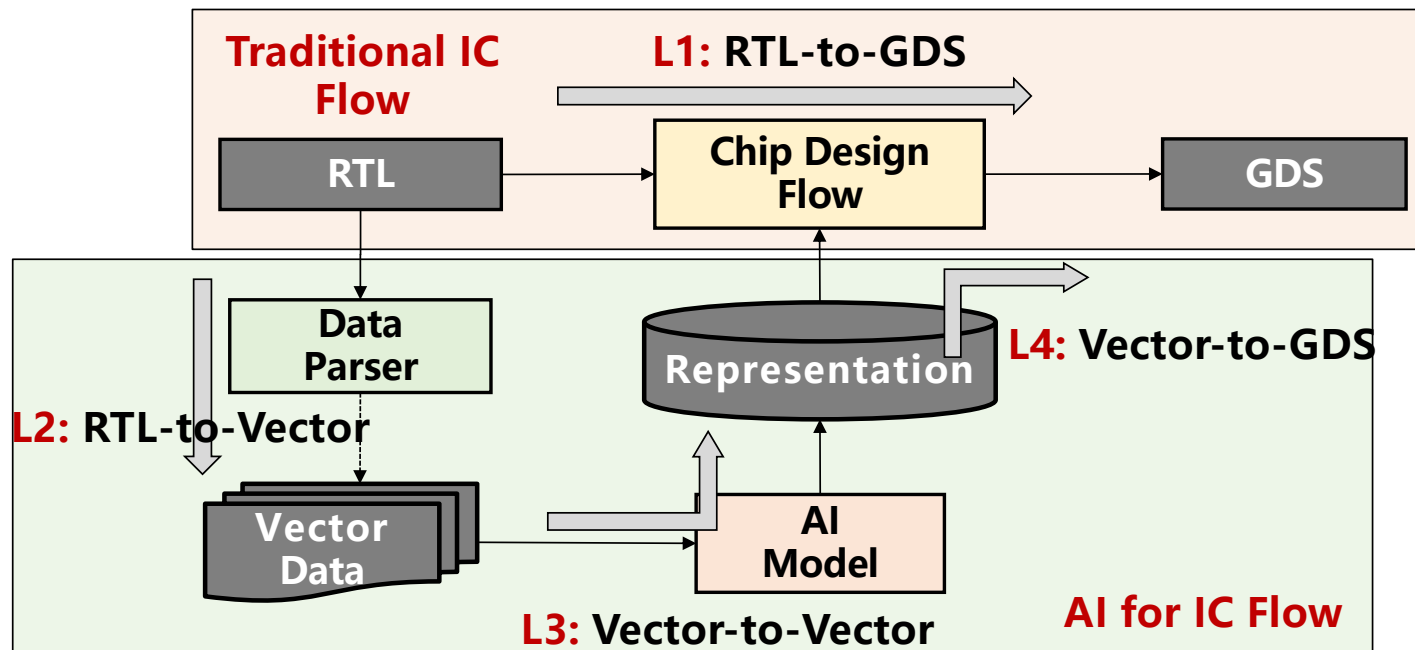 Traditional IC
Flow
L1: RTL-to-GDS
RTL
Chip Design
Flow
GDS
Data
Parser
Representation
L4: Vector-to-GDS
L2: RTL-to-Vector
Vector
Data
AI
Model
L3: Vector-to-Vector
AI for IC Flow